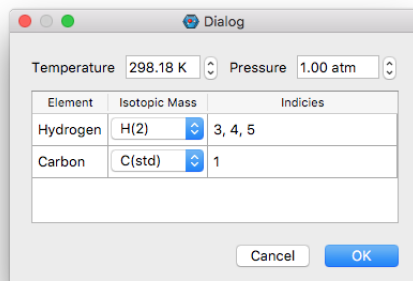 Dialog
Temperature 298.18 K Pressure 1.00 atm
Element Isotopic Mass Indicies
Hydrogen H(2) 3, 4, 5
Carbon C(std) 1
Cancel OK